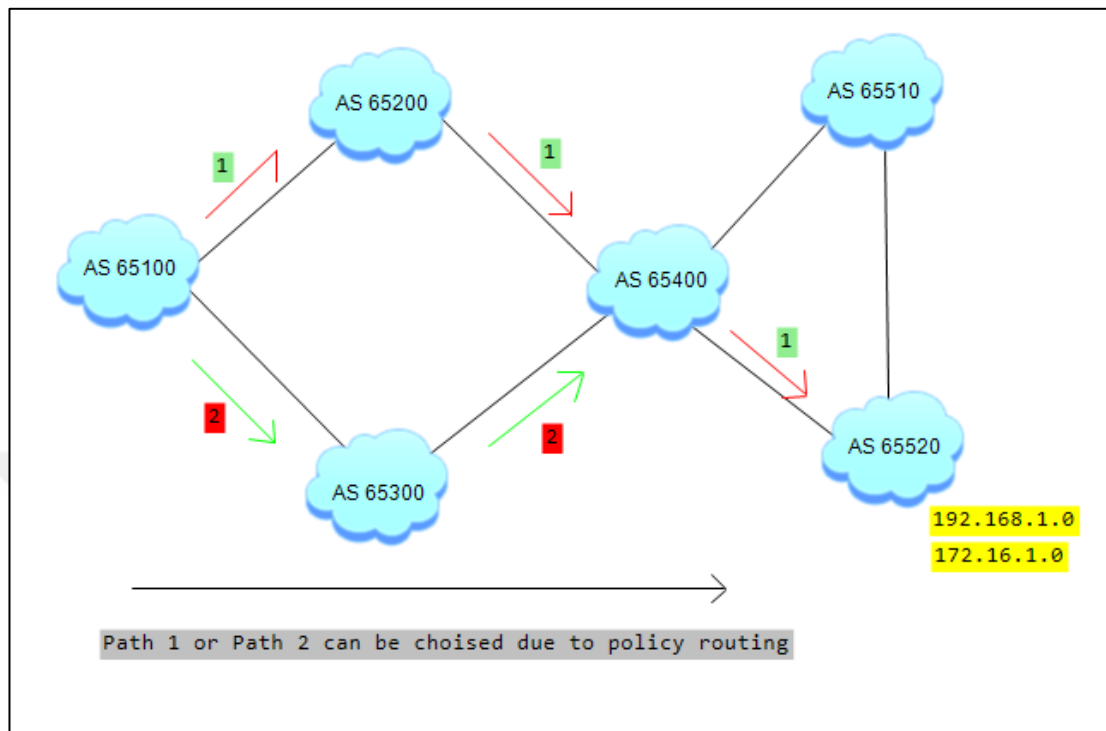 AS 65200
AS 65510
1
1
AS 65100
AS 65400
1
2
2
AS 65300
AS 65520
192.168.1.0
172.16.1.0
Path 1 or Path 2 can be choised due to policy routing